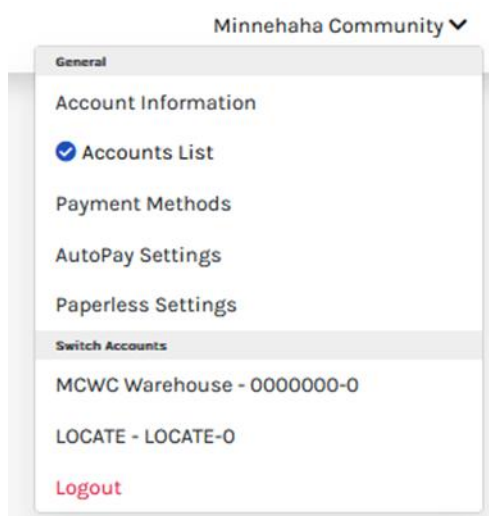 Minnehaha Community
General
Account Information
Accounts List
Payment Methods
AutoPay Settings
Paperless Settings
Switch Accounts
MCWC Warehouse - 0000000-0
LOCATE - LOCATE-0
Logout